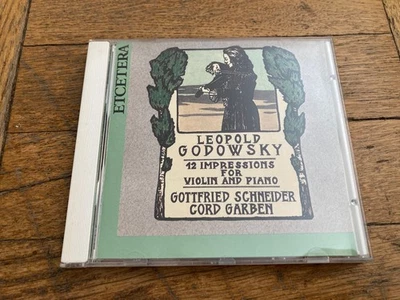 ETCETERA
LEOPOLD
GODOWSKY
12 IMPRESSIONS
FOR
VIOLIN AND PIANO
GOTTFRIED SCHNEIDER
CORD GARBEN